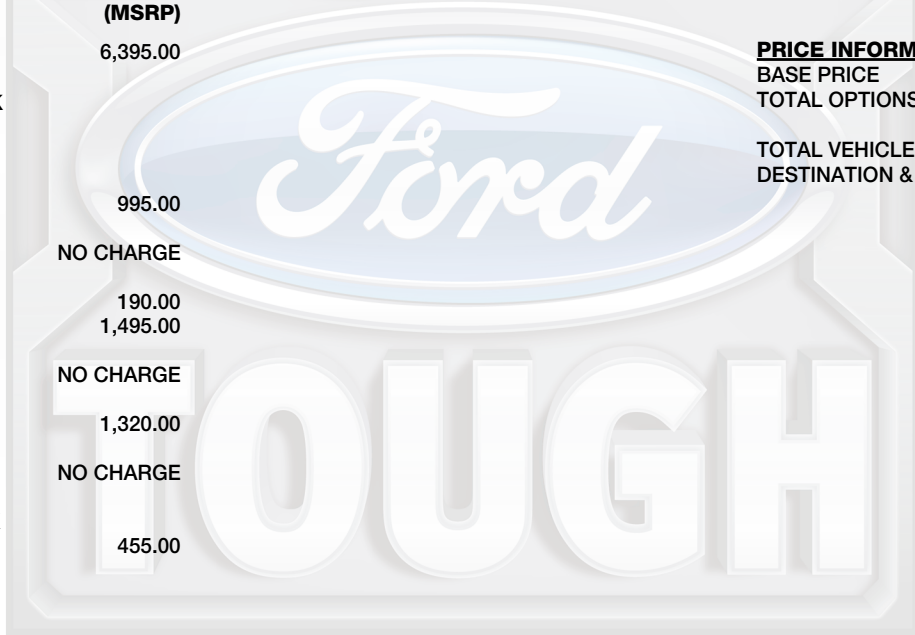 (MSRP)
6,395.00
995.00
NO CHARGE
190.00
1,495.00
NO CHARGE
1,320.00
NO CHARGE
455.00
PRICE INFORM
BASE PRICE
TOTAL OPTIONS
TOTAL VEHICLE
DESTINATION &
Ford
TOUGH